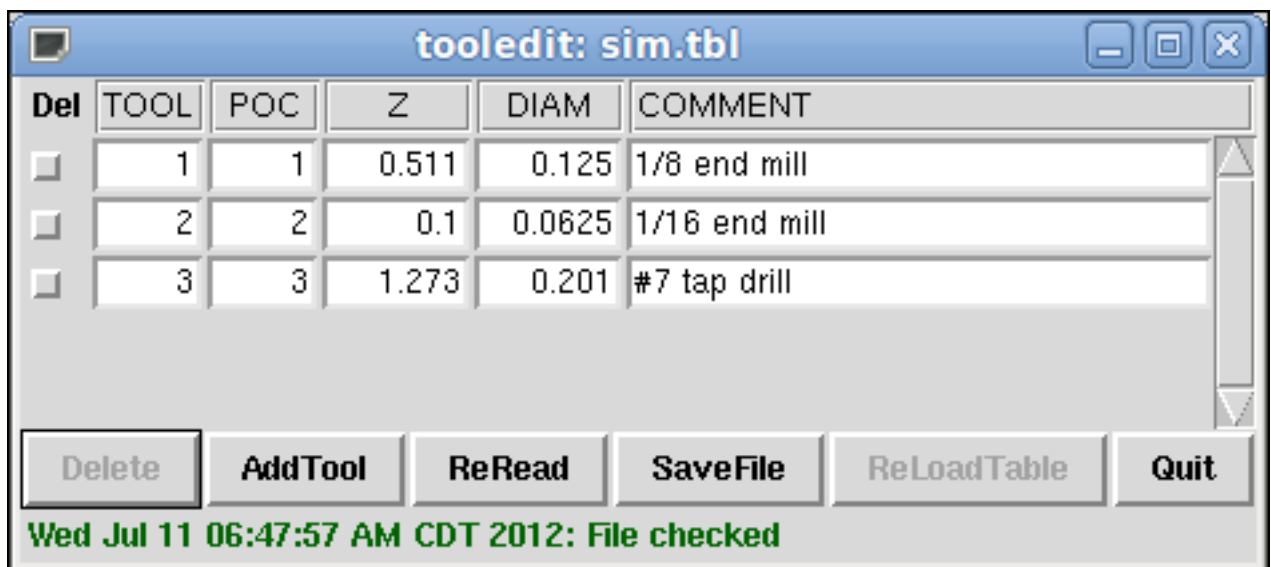 tooledit: sim.tbl
Del TOOL POC Z DIAM COMMENT
1 1 0.511 0.125 1/8 end mill
2 2 0.1 0.0625 1/16 end mill
3 3 1.273 0.201 #7 tap drill
Delete AddTool ReRead SaveFile ReLoadTable Quit
Wed Jul 11 06:47:57 AM CDT 2012: File checked